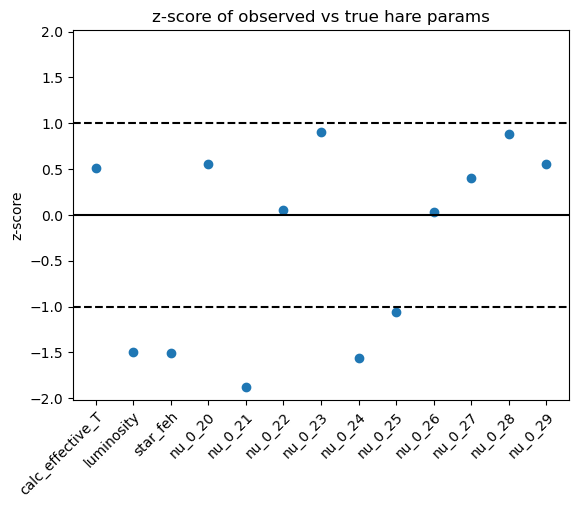 z-score of observed vs true hare params
z-score
2.0
1.5
1.0
0.5
0.0
−0.5
−1.0
−1.5
−2.0
calc_effective_T
luminosity
star_feh
nu_0_20
nu_0_21
nu_0_22
nu_0_23
nu_0_24
nu_0_25
nu_0_26
nu_0_27
nu_0_28
nu_0_29